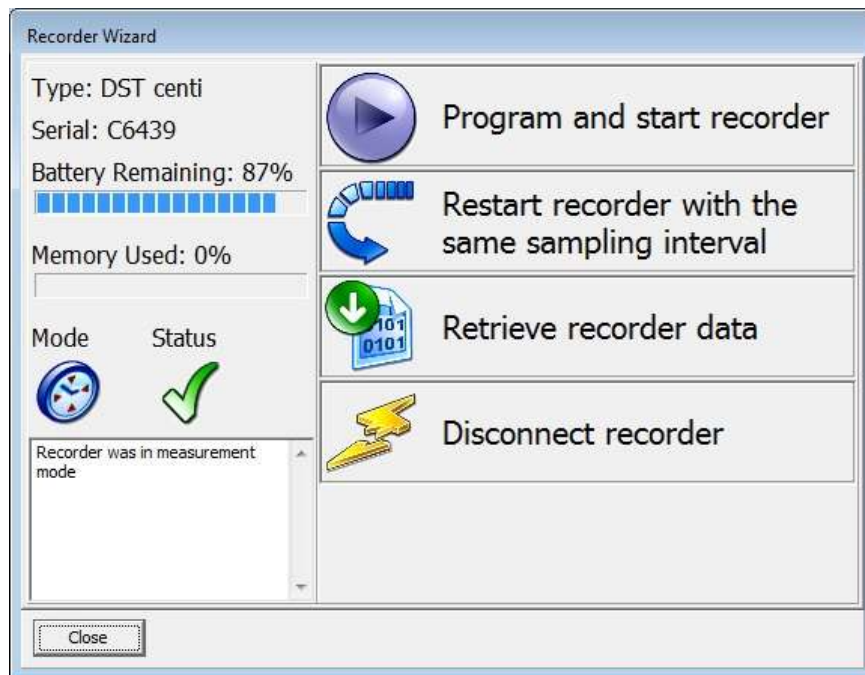 Recorder Wizard
Type: DST centi
Serial: C6439
Battery Remaining: 87%
Memory Used: 0%
Mode Status
Recorder was in measurement
mode
Program and start recorder
Restart recorder with the
same sampling interval
0101
0101
Retrieve recorder data
Disconnect recorder
Close